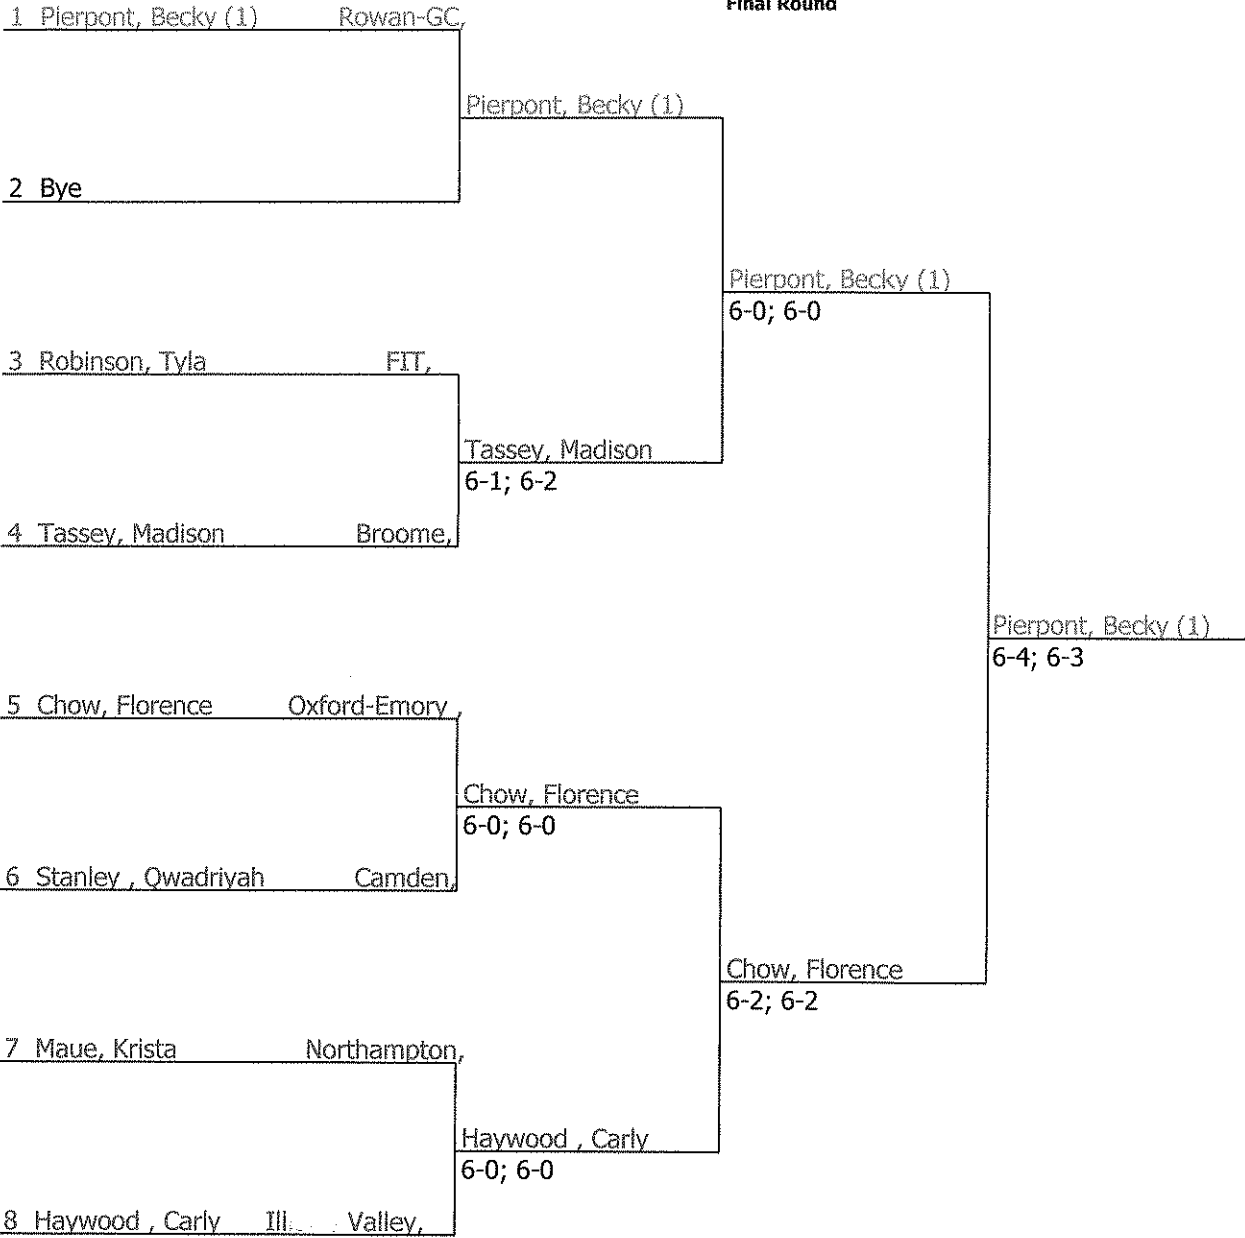 Final Round
1 Pierpont, Becky (1) Rowan-GC,
Pierpont, Becky (1)
2 Bye
Pierpont, Becky (1)
6-0; 6-0
3 Robinson, Tyla FIT,
Tassey, Madison
6-1; 6-2
4 Tassey, Madison Broome,
Pierpont, Becky (1)
6-4; 6-3
5 Chow, Florence Oxford-Emory ,
Chow, Florence
6-0; 6-0
6 Stanley , Qwadriyah Camden,
Chow, Florence
6-2; 6-2
7 Maue, Krista Northampton,
Haywood , Carly
6-0; 6-0
8 Haywood , Carly Ill Valley,